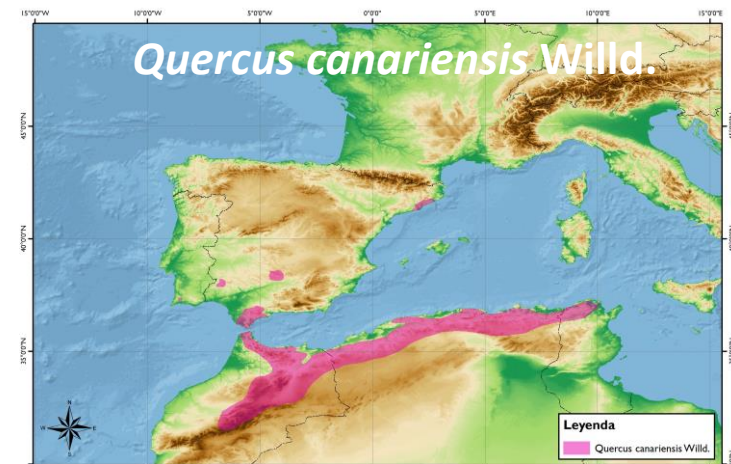 15°0'0"W 10°0'0"W 5°0'0"W 0°0'0" 5°0'0"E 10°0'0"E 15°0'0"E
Quercus canariensis Willd.
45°0'0"N
40°0'0"N
35°0'0"N
N
W E
S
Leyenda
Quercus canariensis Willd.